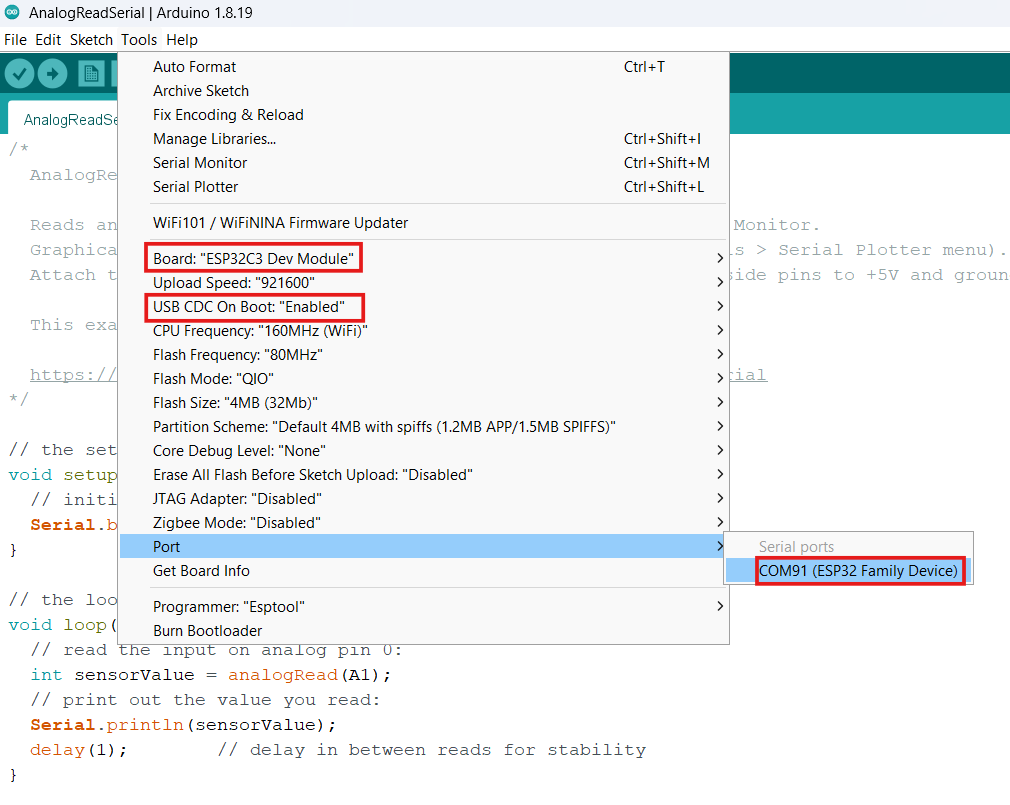 AnalogReadSerial | Arduino 1.8.19
File Edit Sketch Tools Help
AnalogReadSe
Auto Format Ctrl+T
Archive Sketch
Fix Encoding & Reload
Manage Libraries... Ctrl+Shift+I
Serial Monitor Ctrl+Shift+M
Serial Plotter Ctrl+Shift+L
WiFi101 / WiFiNINA Firmware Updater
Board: "ESP32C3 Dev Module"
Upload Speed: "921600"
USB CDC On Boot: "Enabled"
CPU Frequency: "160MHz (WiFi)"
Flash Frequency: "80MHz"
Flash Mode: "QIO"
Flash Size: "4MB (32Mb)"
Partition Scheme: "Default 4MB with spiffs (1.2MB APP/1.5MB SPIFFS)"
Core Debug Level: "None"
Erase All Flash Before Sketch Upload: "Disabled"
JTAG Adapter: "Disabled"
Zigbee Mode: "Disabled"
Port
Get Board Info
Programmer: "Esptool"
Burn Bootloader
Serial ports
COM91 (ESP32 Family Device)
/*
AnalogRe
Reads an Monitor.
Graphica s > Serial Plotter menu).
Attach t side pins to +5V and groun
This exa
https:// rial
*/
// the set
void setup
// initi
Serial.b
}
// the loo
void loop(
// read the input on analog pin 0:
int sensorValue = analogRead(A1);
// print out the value you read:
Serial.println(sensorValue);
delay(1); // delay in between reads for stability
}